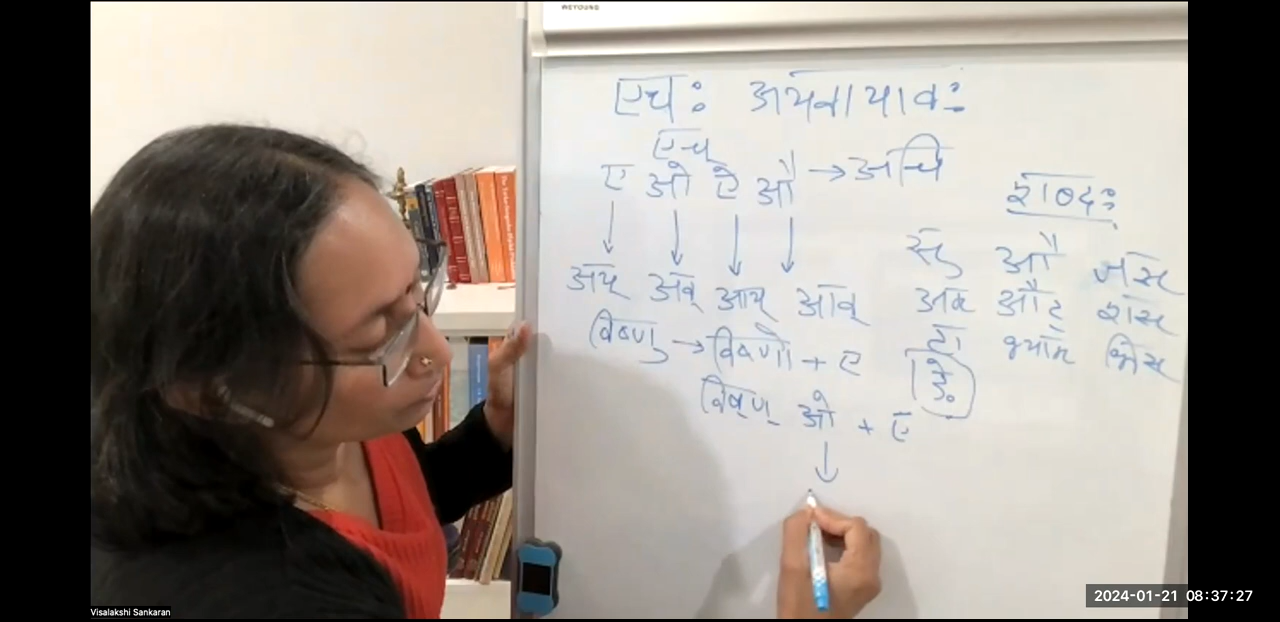 WEYOUNG
एचः अयवायावः
एच्
ए ओ ऐ औ → अचि
अय् अव् आय् आव्
विष्णु → विष्णो + ए
विष्ण् ओ + ए
शब्दः
सु औ जस्
अम् औट् शस्
टा भ्याम् भिस्
ङे
Visalakshi Sankaran
2024-01-21 08:37:27